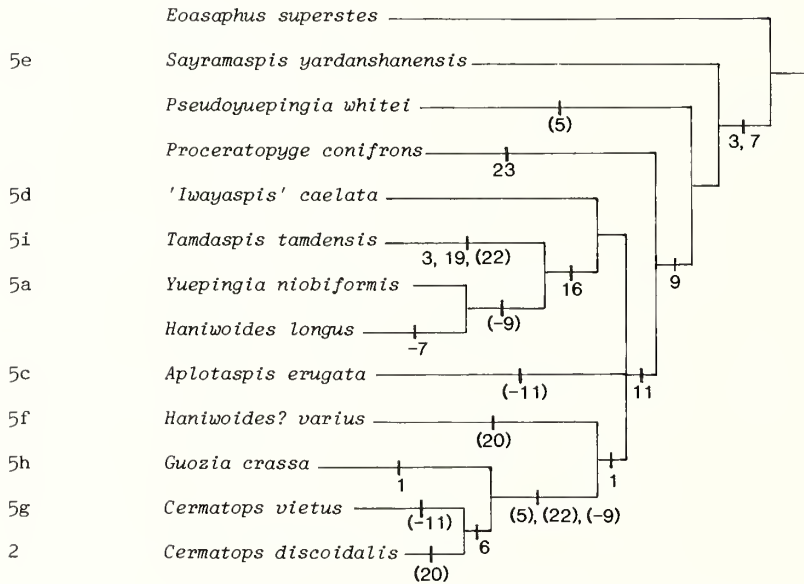 Eoasaphus superstes
5e Sayramaspis yardanshanensis
Pseudoyuepingia whitei
(5)
3, 7
Proceratopyge conifrons
23
5d 'Iwayaspis' caelata
5i Tamdaspis tamdensis
3, 19, (22)
16
9
5a Yuepingia niobiformis
(-9)
Haniwoides longus
-7
5c Aplotaspis erugata
(-11)
11
5f Haniwoides? varius
(20)
5h Guozia crassa
1
1
5g Cermatops vietus
(-11)
(5), (22), (-9)
6
2 Cermatops discoidalis
(20)